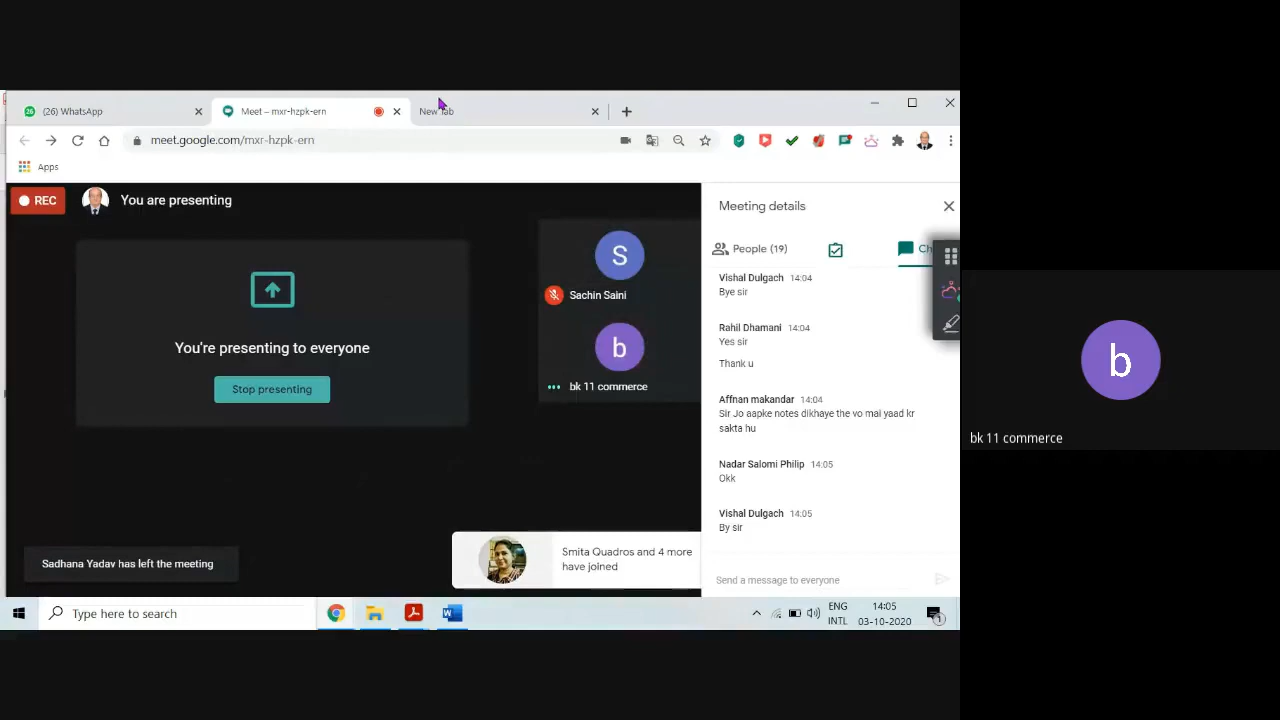 26
(26) WhatsApp
Meet – mxr-hzpk-ern
New Tab
meet.google.com/mxr-hzpk-ern
Apps
REC
You are presenting
You're presenting to everyone
Stop presenting
S
Sachin Saini
b
bk 11 commerce
Meeting details
People (19)
Ch
Vishal Dulgach 14:04
Bye sir
Rahil Dhamani 14:04
Yes sir
Thank u
Affnan makandar 14:04
Sir Jo aapke notes dikhaye the vo mai yaad kr
sakta hu
Nadar Salomi Philip 14:05
Okk
Vishal Dulgach 14:05
By sir
Sadhana Yadav has left the meeting
Smita Quadros and 4 more
have joined
Send a message to everyone
Type here to search
ENG
INTL
14:05
03-10-2020
1
b
bk 11 commerce